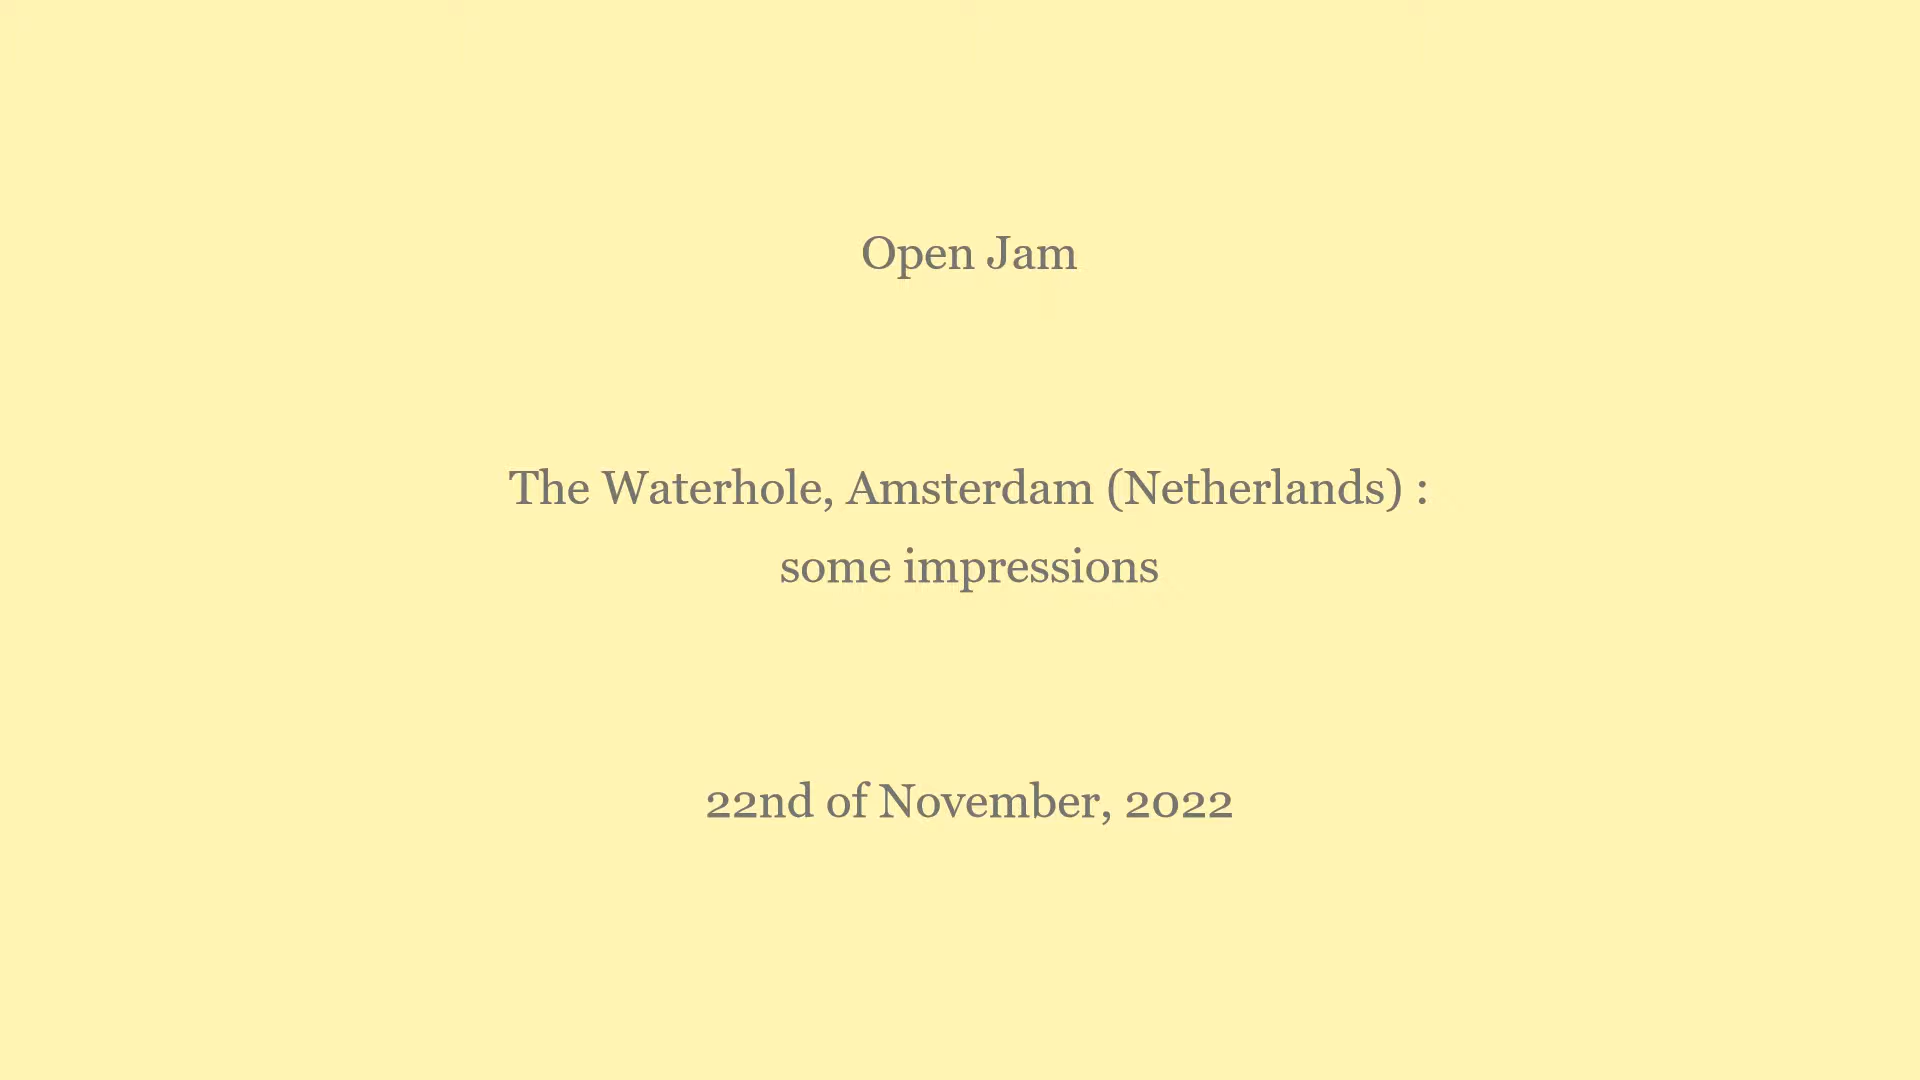 Open Jam
The Waterhole, Amsterdam (Netherlands) :
some impressions
22nd of November, 2022